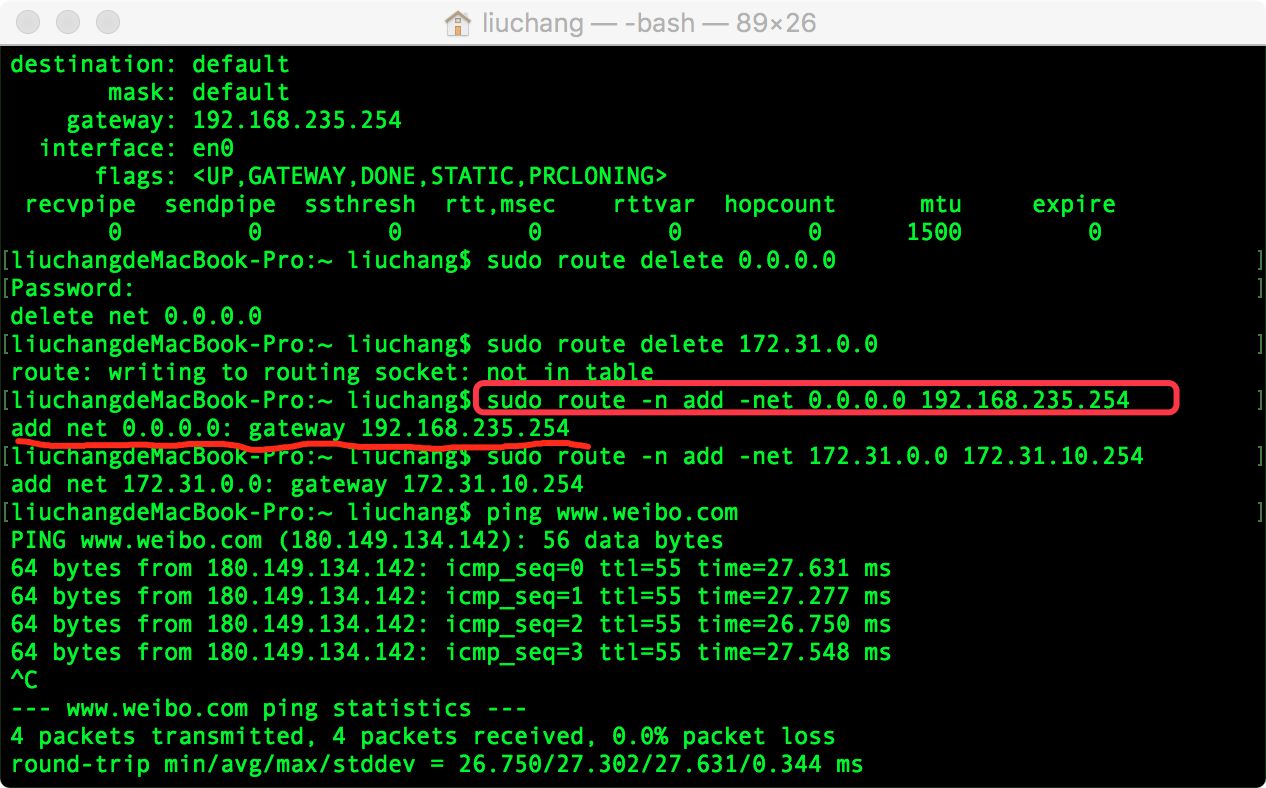 liuchang — -bash — 89×26
destination: default
mask: default
gateway: 192.168.235.254
interface: en0
flags: <UP,GATEWAY,DONE,STATIC,PRCLONING>
recvpipe sendpipe ssthresh rtt,msec rttvar hopcount mtu expire
0 0 0 0 0 0 1500 0
[liuchangdeMacBook-Pro:~ liuchang$ sudo route delete 0.0.0.0 ]
[Password: ]
delete net 0.0.0.0
[liuchangdeMacBook-Pro:~ liuchang$ sudo route delete 172.31.0.0 ]
route: writing to routing socket: not in table
[liuchangdeMacBook-Pro:~ liuchang$ sudo route -n add -net 0.0.0.0 192.168.235.254 ]
add net 0.0.0.0: gateway 192.168.235.254
[liuchangdeMacBook-Pro:~ liuchang$ sudo route -n add -net 172.31.0.0 172.31.10.254 ]
add net 172.31.0.0: gateway 172.31.10.254
[liuchangdeMacBook-Pro:~ liuchang$ ping www.weibo.com ]
PING www.weibo.com (180.149.134.142): 56 data bytes
64 bytes from 180.149.134.142: icmp_seq=0 ttl=55 time=27.631 ms
64 bytes from 180.149.134.142: icmp_seq=1 ttl=55 time=27.277 ms
64 bytes from 180.149.134.142: icmp_seq=2 ttl=55 time=26.750 ms
64 bytes from 180.149.134.142: icmp_seq=3 ttl=55 time=27.548 ms
^C
--- www.weibo.com ping statistics ---
4 packets transmitted, 4 packets received, 0.0% packet loss
round-trip min/avg/max/stddev = 26.750/27.302/27.631/0.344 ms